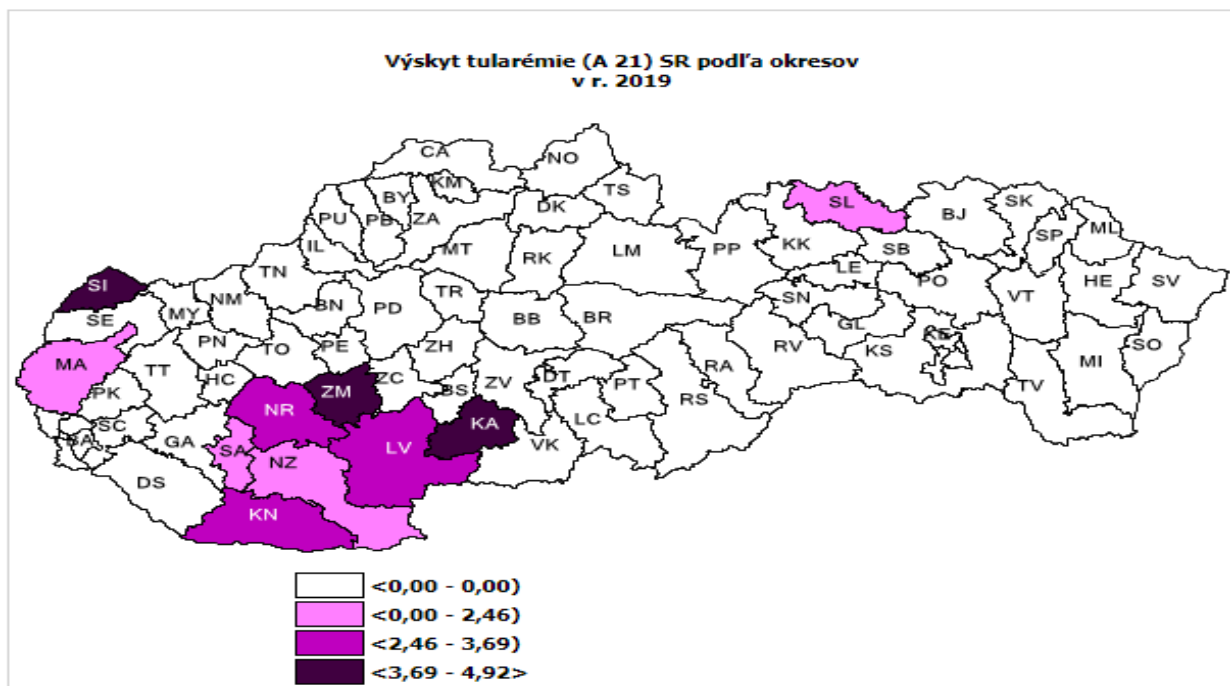 Výskyt tularémie (A 21) SR podľa okresov
v r. 2019
CA
NO
KM
BY
TS
PU
PB
ZA
DK
SL
BJ
SK
ML
SP
IL
MT
RK
LM
PP
KK
SB
TN
LE
PO
HE
SV
SI
NM
BN
PD
TR
SN
VT
SE
MY
BB
BR
GL
PN
TO
PE
ZH
RV
KS
KE
SO
MA
TT
HC
ZM
ZC
BS
ZV
DT
PT
RA
MI
TV
PK
NR
KA
LC
RS
SC
BA
GA
SA
LV
VK
NZ
DS
KN
<0,00 - 0,00)
<0,00 - 2,46)
<2,46 - 3,69)
<3,69 - 4,92>